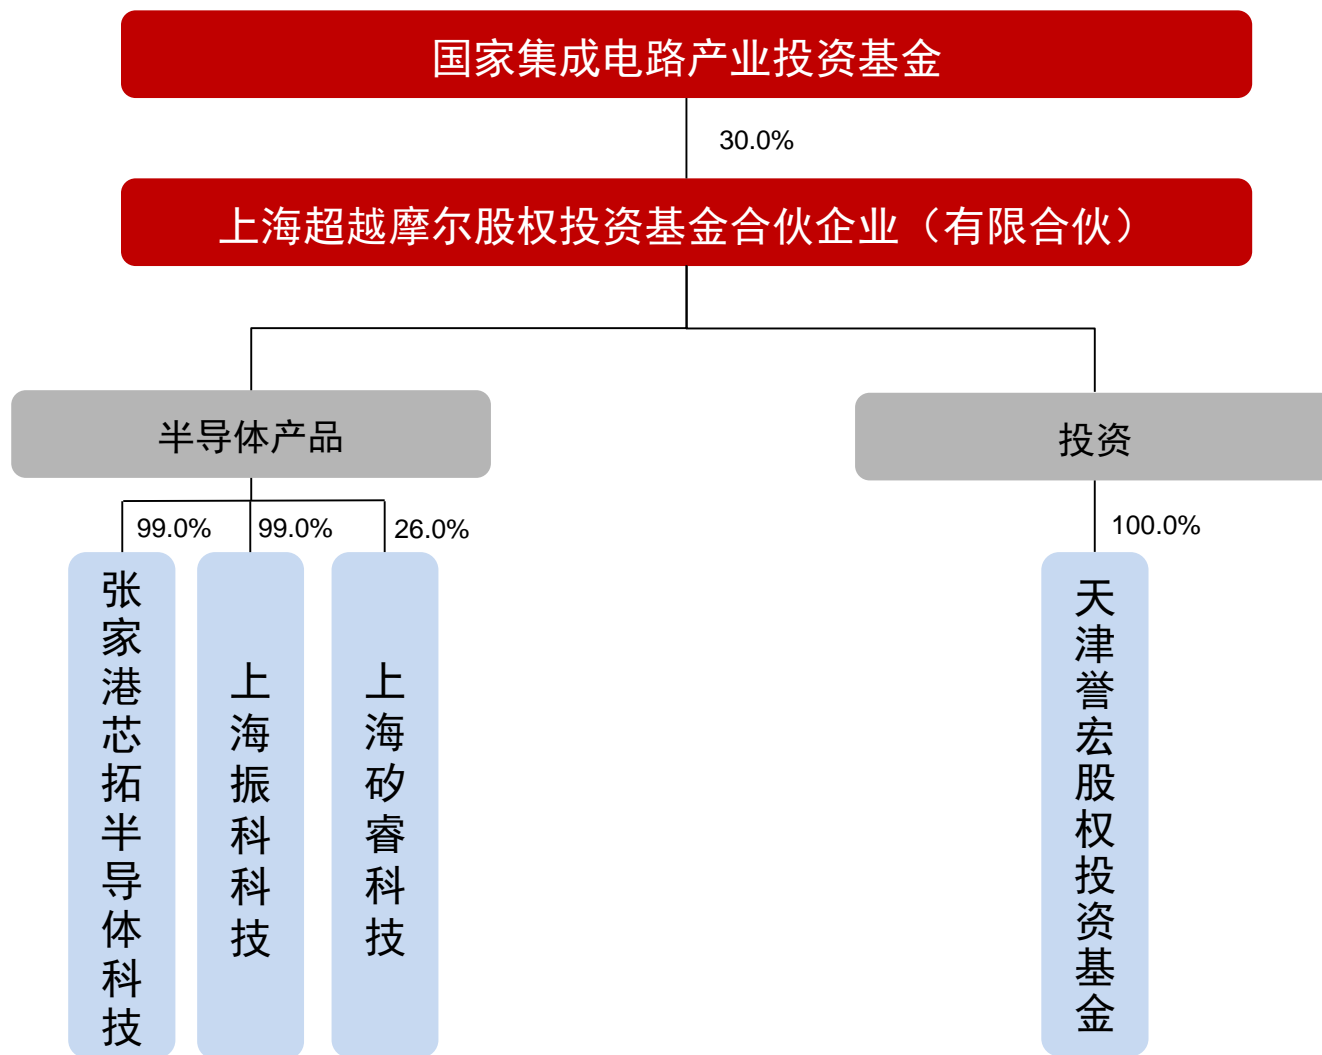 国家集成电路产业投资基金
30.0%
上海超越摩尔股权投资基金合伙企业（有限合伙）
半导体产品
投资
99.0%
99.0%
26.0%
100.0%
张家港芯拓半导体科技
上海振科科技
上海矽睿科技
天津誉宏股权投资基金